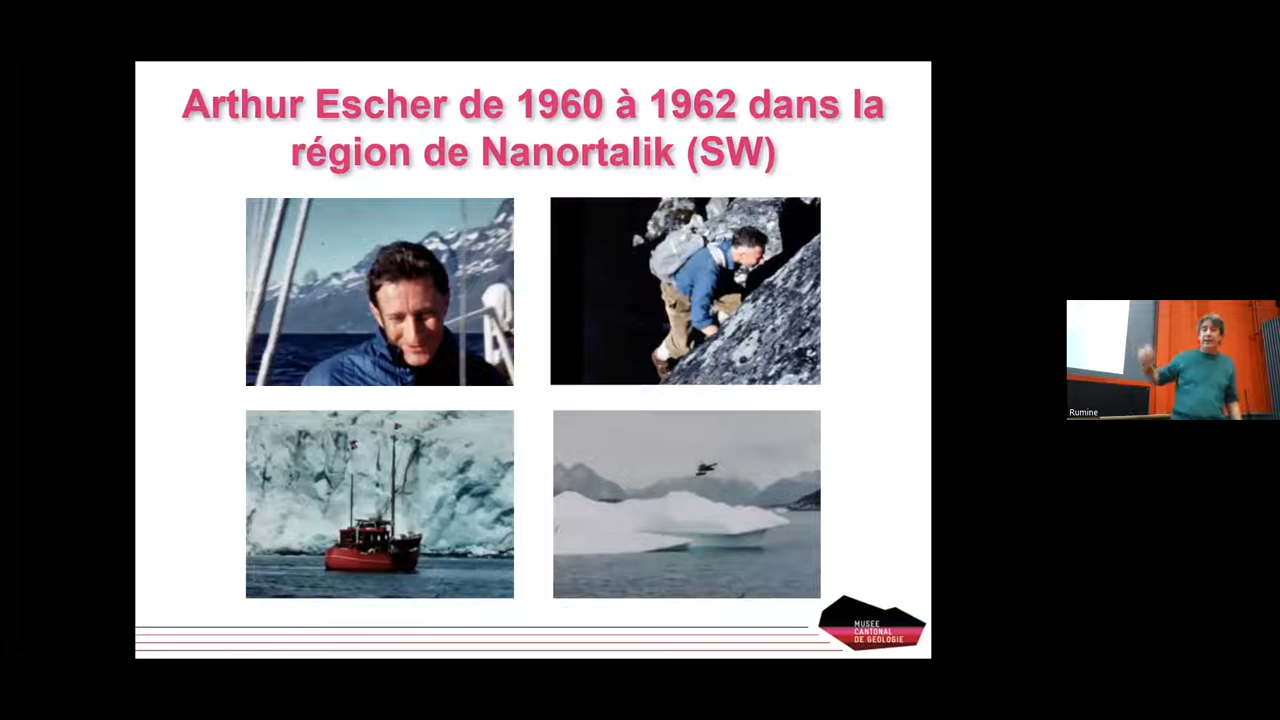 Arthur Escher de 1960 à 1962 dans la
région de Nanortalik (SW)
MUSEE
CANTONAL
DE GEOLOGIE
Rumine